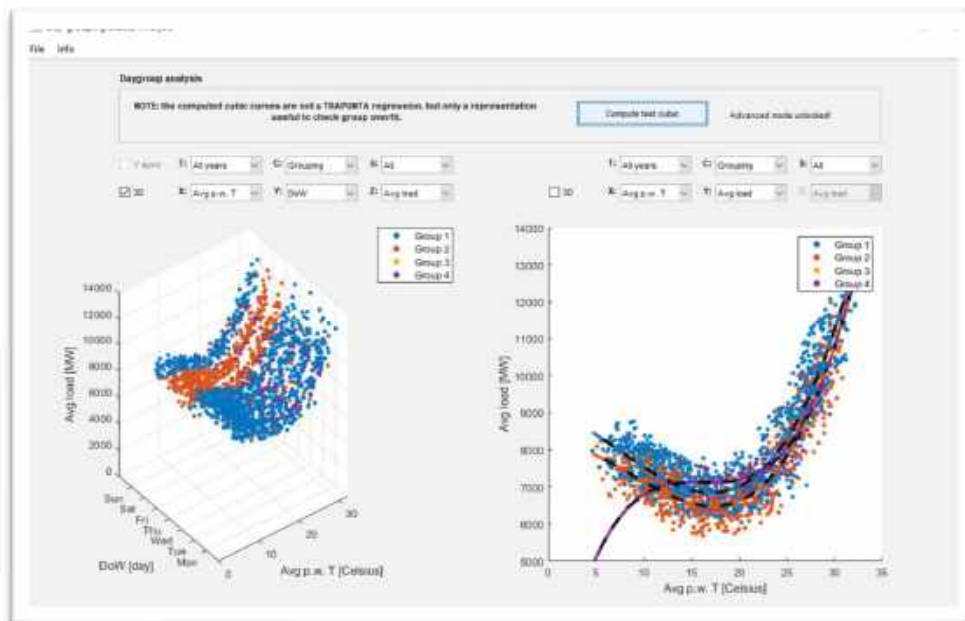 File Info
Daygroup analysis
NOTE: the computed cubic curves are not a TRAPUNTA regression, but only a representation
useful to check group overfit.
Compute test cubic
Advanced mode unlocked!
T: All years C: Grouping S: All
3D X: Avg p.w. T Y: DoW Z: Avg load
T: All years C: Grouping S: All
3D X: Avg p.w. T Y: Avg load Avg load
Group 1
Group 2
Group 3
Group 4
14000
12000
10000
8000
6000
4000
2000
0
Avg load [MW]
Sun
Sat
Fri
Thu
Wed
Tue
Mon
DoW [day]
0
10
20
30
Avg p.w. T [Celsius]
Group 1
Group 2
Group 3
Group 4
14000
13000
12000
11000
10000
9000
8000
7000
6000
5000
Avg load [MW]
0 5 10 15 20 25 30 35
Avg p.w. T [Celsius]